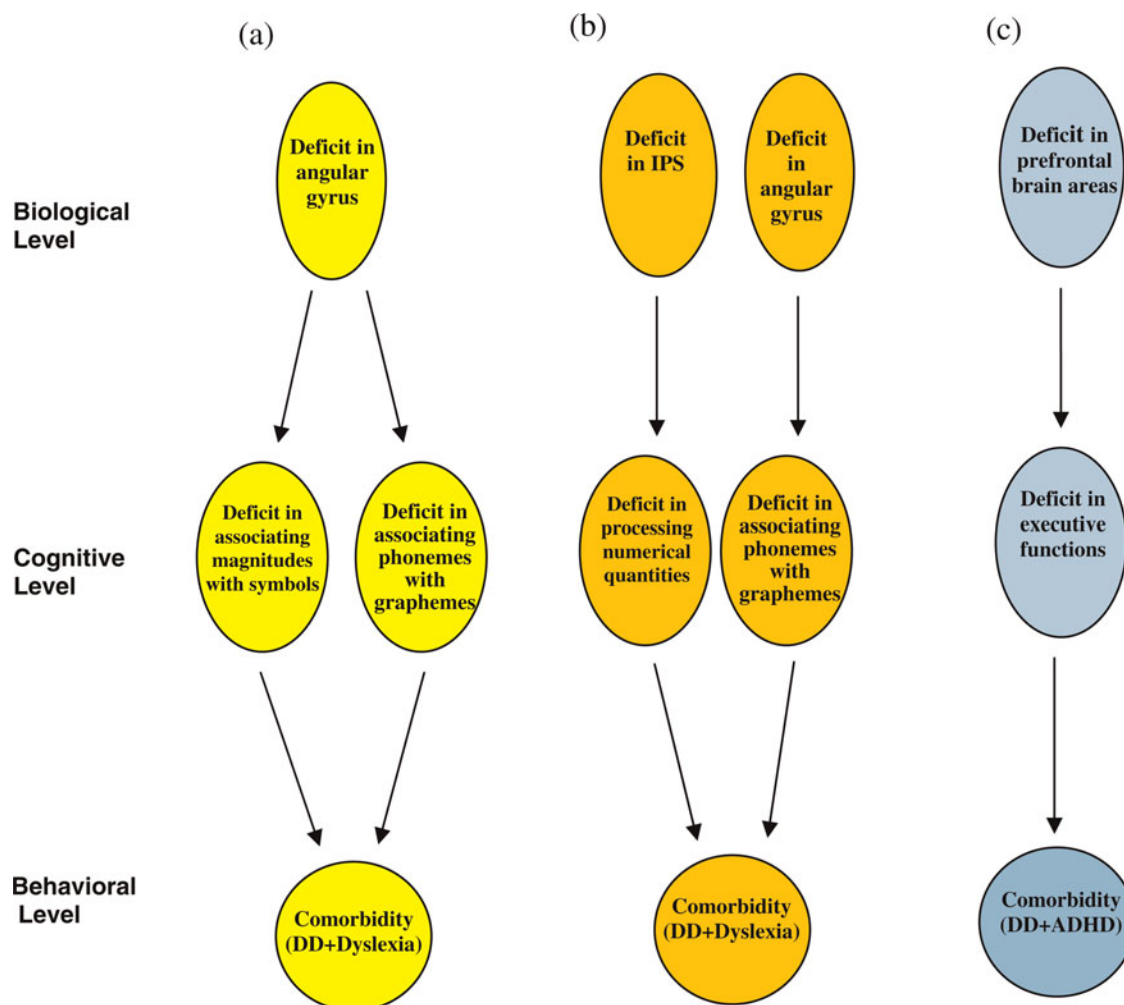 (a)
(b)
(c)
Biological
Level
Deficit in
angular
gyrus
Deficit
in IPS
Deficit
in
angular
gyrus
Deficit in
prefrontal
brain areas
Cognitive
Level
Deficit in
associating
magnitudes
with symbols
Deficit in
associating
phonemes
with
graphemes
Deficit in
processing
numerical
quantities
Deficit in
associating
phonemes
with
graphemes
Deficit in
executive
functions
Behavioral
Level
Comorbidity
(DD+Dyslexia)
Comorbidity
(DD+Dyslexia)
Comorbidity
(DD+ADHD)